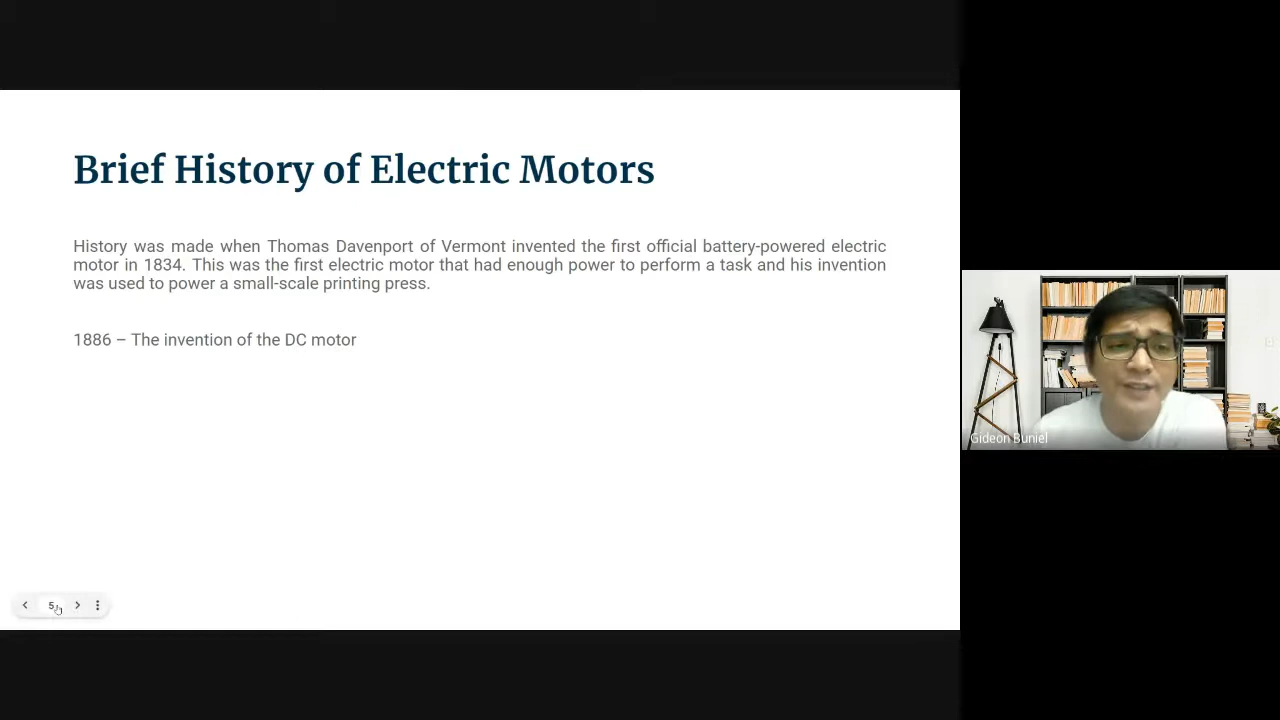 Brief History of Electric Motors
History was made when Thomas Davenport of Vermont invented the first official battery-powered electric
motor in 1834. This was the first electric motor that had enough power to perform a task and his invention
was used to power a small-scale printing press.
1886 – The invention of the DC motor
5
Gideon Buniel